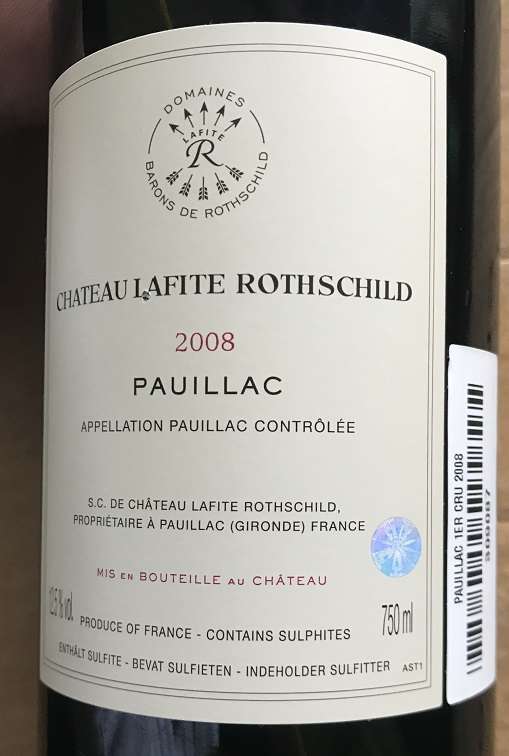 DOMAINES
LAFITE
R
BARONS DE ROTHSCHILD
CHATEAU LAFITE ROTHSCHILD
2008
PAUILLAC
APPELLATION PAUILLAC CONTRÔLÉE
S.C. DE CHÂTEAU LAFITE ROTHSCHILD,
PROPRIÉTAIRE À PAUILLAC (GIRONDE) FRANCE
MIS EN BOUTEILLE AU CHÂTEAU
12.5 % vol. PRODUCE OF FRANCE - CONTAINS SULPHITES 750 ml
ENTHÄLT SULFITE - BEVAT SULFIETEN - INDEHOLDER SULFITTER AST1
PAUILLAC 1ER CRU 2008